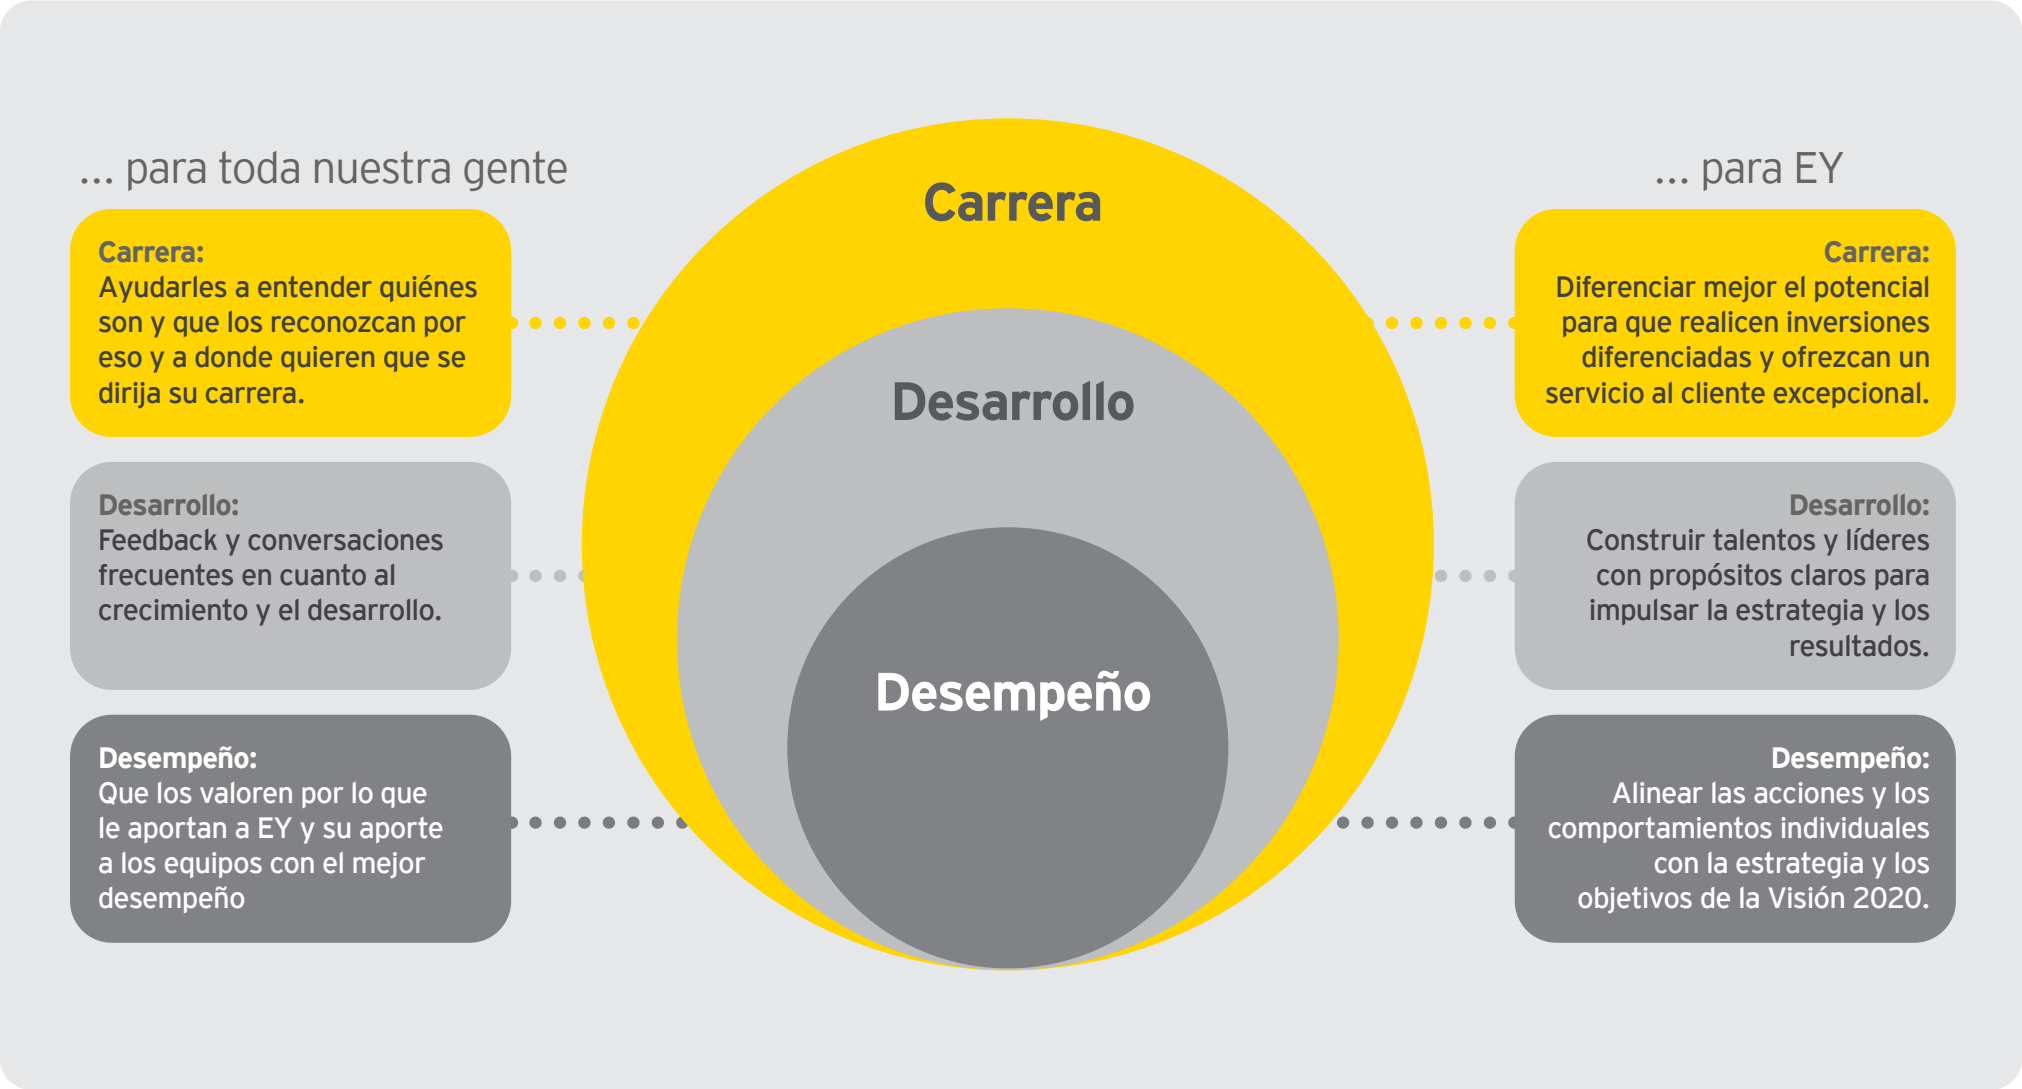 ... para toda nuestra gente
Carrera:
Ayudarles a entender quiénes
son y que los reconozcan por
eso y a donde quieren que se
dirija su carrera.
Desarrollo:
Feedback y conversaciones
frecuentes en cuanto al
crecimiento y el desarrollo.
Desempeño:
Que los valoren por lo que
le aportan a EY y su aporte
a los equipos con el mejor
desempeño
Carrera
Desarrollo
Desempeño
... para EY
Carrera:
Diferenciar mejor el potencial
para que realicen inversiones
diferenciadas y ofrezcan un
servicio al cliente excepcional.
Desarrollo:
Construir talentos y líderes
con propósitos claros para
impulsar la estrategia y los
resultados.
Desempeño:
Alinear las acciones y los
comportamientos individuales
con la estrategia y los
objetivos de la Visión 2020.